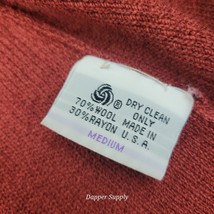 ® DRY CLEAN
70% WOOL ONLY
30% RAYON MADE IN
U.S.A.
MEDIUM
Dapper Supply